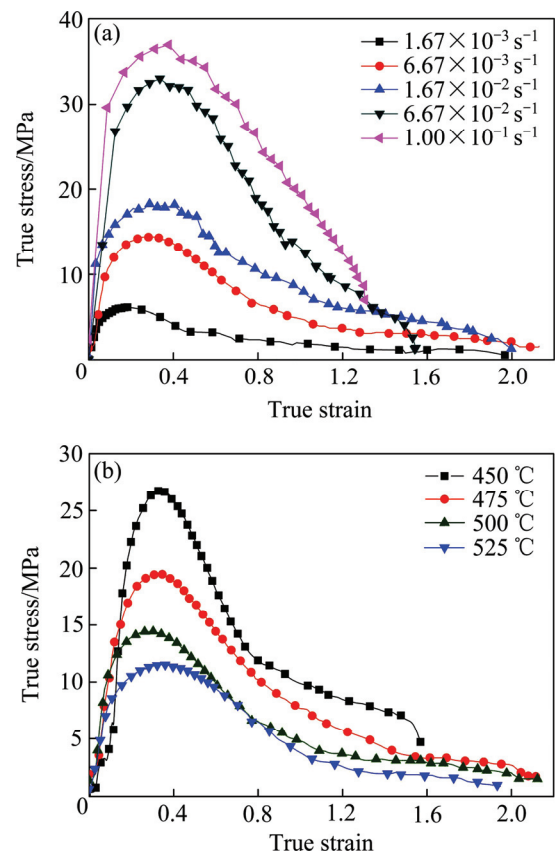 (a)
1.67×10⁻³ s⁻¹
6.67×10⁻³ s⁻¹
1.67×10⁻² s⁻¹
6.67×10⁻² s⁻¹
1.00×10⁻¹ s⁻¹
True stress/MPa
40
30
20
10
0
0.4
0.8
1.2
1.6
2.0
True strain
(b)
450 ℃
475 ℃
500 ℃
525 ℃
True stress/MPa
30
25
20
15
10
5
0
0.4
0.8
1.2
1.6
2.0
True strain